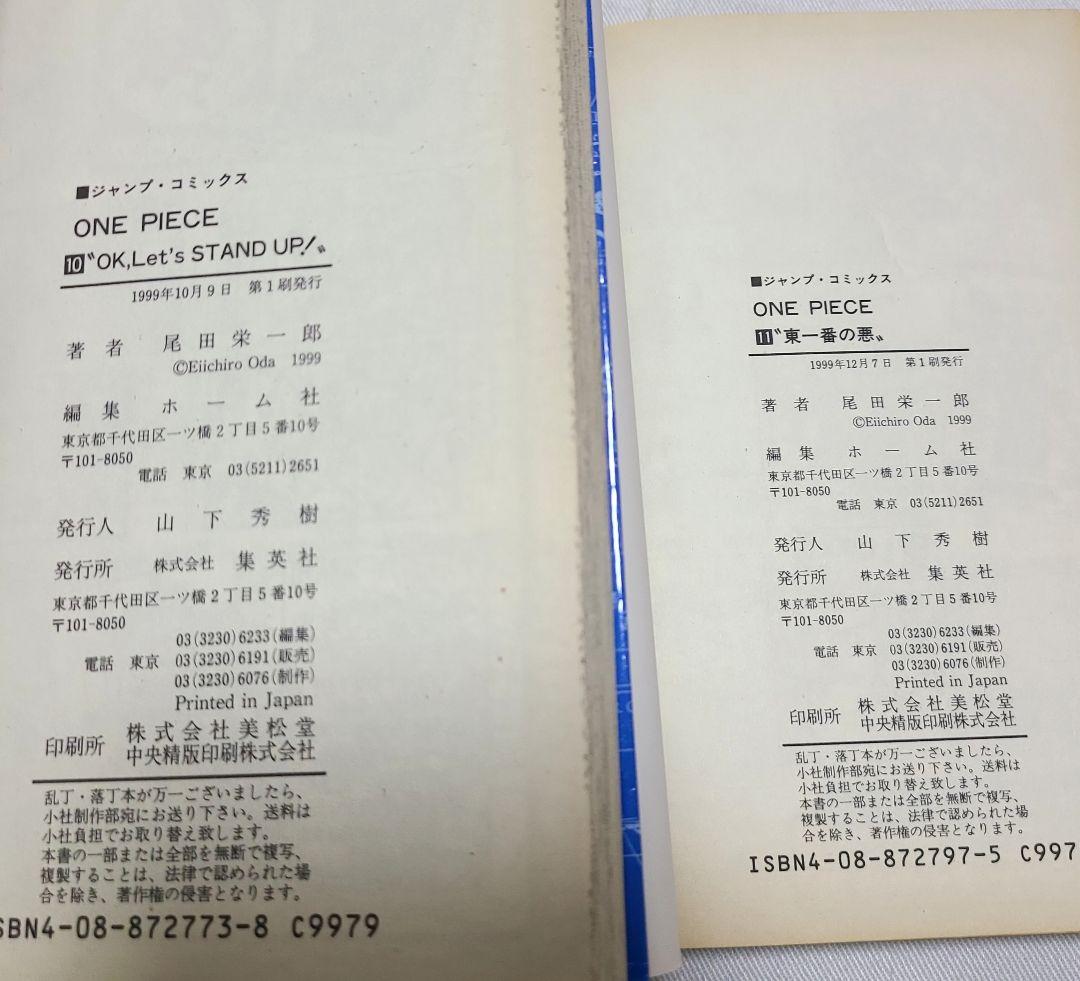 ■ジャンプ・コミックス
ONE PIECE
10〝OK,Let's STAND UP!〟
1999年10月9日 第1刷発行
著者 尾田栄一郎
©Eiichiro Oda 1999
編集 ホーム社
東京都千代田区一ツ橋2丁目5番10号
〒101-8050
電話 東京 03(5211)2651
発行人 山下秀樹
発行所 株式会社 集英社
東京都千代田区一ツ橋2丁目5番10号
〒101-8050
03(3230)6233(編集)
電話 東京 03(3230)6191(販売)
03(3230)6076(制作)
Printed in Japan
印刷所 株式会社美松堂
中央精版印刷株式会社
乱丁・落丁本が万一ございましたら、
小社制作部宛にお送り下さい。送料は
小社負担でお取り替え致します。
本書の一部または全部を無断で複写、
複製することは、法律で認められた場
合を除き、著作権の侵害となります。
SBN4-08-872773-8 C9979
■ジャンプ・コミックス
ONE PIECE
11〝東一番の悪〟
1999年12月7日 第1刷発行
著者 尾田栄一郎
©Eiichiro Oda 1999
編集 ホーム社
東京都千代田区一ツ橋2丁目5番10号
〒101-8050
電話 東京 03(5211)2651
発行人 山下秀樹
発行所 株式会社 集英社
東京都千代田区一ツ橋2丁目5番10号
〒101-8050
03(3230)6233(編集)
電話 東京 03(3230)6191(販売)
03(3230)6076(制作)
Printed in Japan
印刷所 株式会社美松堂
中央精版印刷株式会社
乱丁・落丁本が万一ございましたら、
小社制作部宛にお送り下さい。送料は
小社負担でお取り替え致します。
本書の一部または全部を無断で複写、
複製することは、法律で認められた場
合を除き、著作権の侵害となります。
ISBN4-08-872797-5 C997